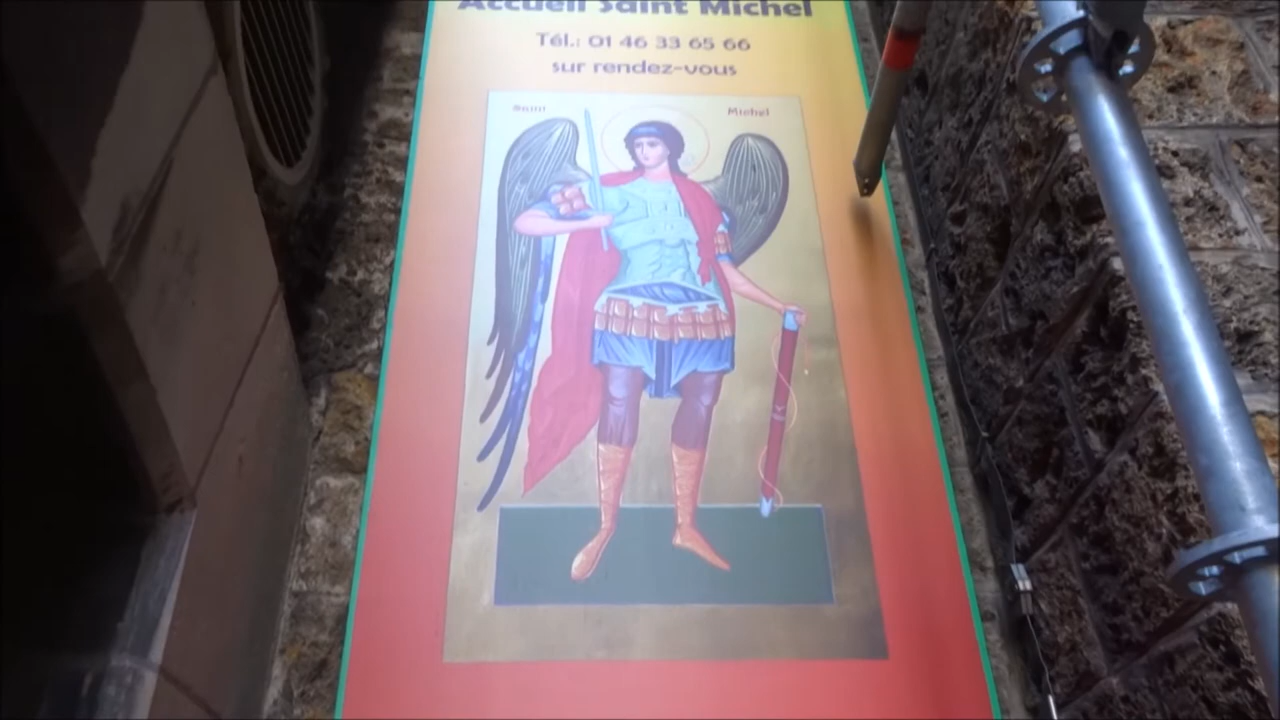 Accueil Saint Michel
Tél.: 01 46 33 65 66
sur rendez-vous
Saint Michel